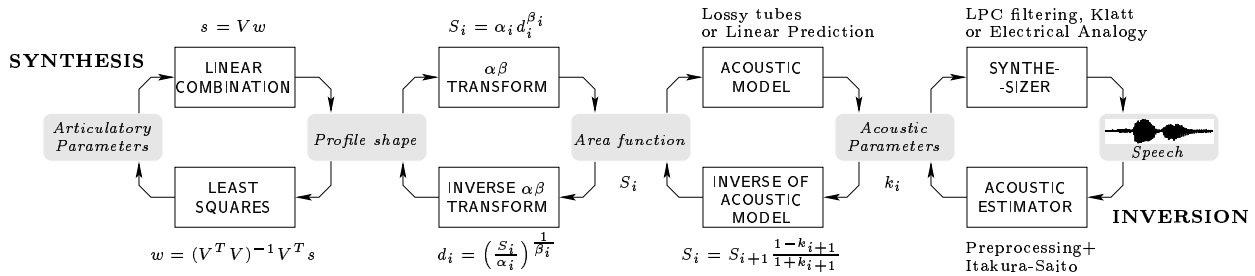 s = V w
S_i = α_i d_i^{β_i}
Lossy tubes
or Linear Prediction
LPC filtering, Klatt
or Electrical Analogy
SYNTHESIS
LINEAR
COMBINATION
αβ
TRANSFORM
ACOUSTIC
MODEL
SYNTHE-
-SIZER
Articulatory
Parameters
Profile shape
Area function
Acoustic
Parameters
Speech
S_i
k_i
LEAST
SQUARES
INVERSE αβ
TRANSFORM
INVERSE OF
ACOUSTIC
MODEL
ACOUSTIC
ESTIMATOR
INVERSION
w = (V^T V)^{-1} V^T s
d_i = (S_i/α_i)^{1/β_i}
S_i = S_{i+1} \frac{1-k_{i+1}}{1+k_{i+1}}
Preprocessing+
Itakura-Saito